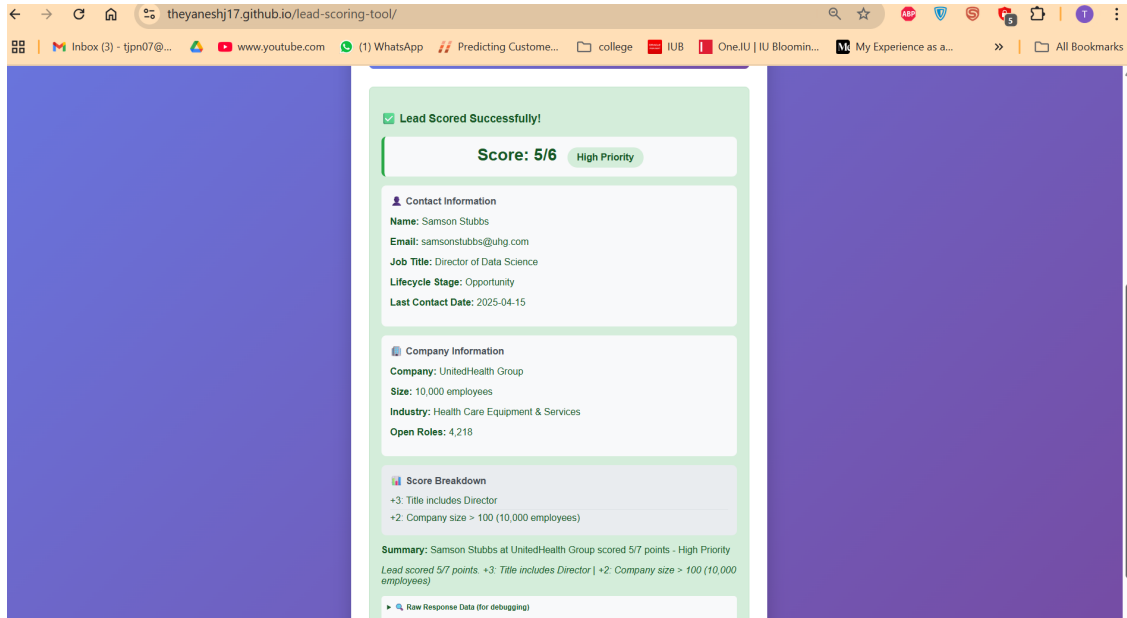 theyaneshj17.github.io/lead-scoring-tool/
ABP
5
T
Inbox (3) - tjpn07@...
www.youtube.com
(1) WhatsApp
Predicting Custome...
college
IUB
One.IU | IU Bloomin...
My Experience as a...
»
All Bookmarks
Lead Scored Successfully!
Score: 5/6 High Priority
Contact Information
Name: Samson Stubbs
Email: samsonstubbs@uhg.com
Job Title: Director of Data Science
Lifecycle Stage: Opportunity
Last Contact Date: 2025-04-15
Company Information
Company: UnitedHealth Group
Size: 10,000 employees
Industry: Health Care Equipment & Services
Open Roles: 4,218
Score Breakdown
+3: Title includes Director
+2: Company size > 100 (10,000 employees)
Summary: Samson Stubbs at UnitedHealth Group scored 5/7 points - High Priority
Lead scored 5/7 points. +3: Title includes Director | +2: Company size > 100 (10,000
employees)
Raw Response Data (for debugging)